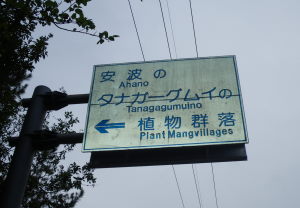 安波の
Ahano
タナガーグムイの
Tanagagumuino
植物群落
Plant Mangvillages